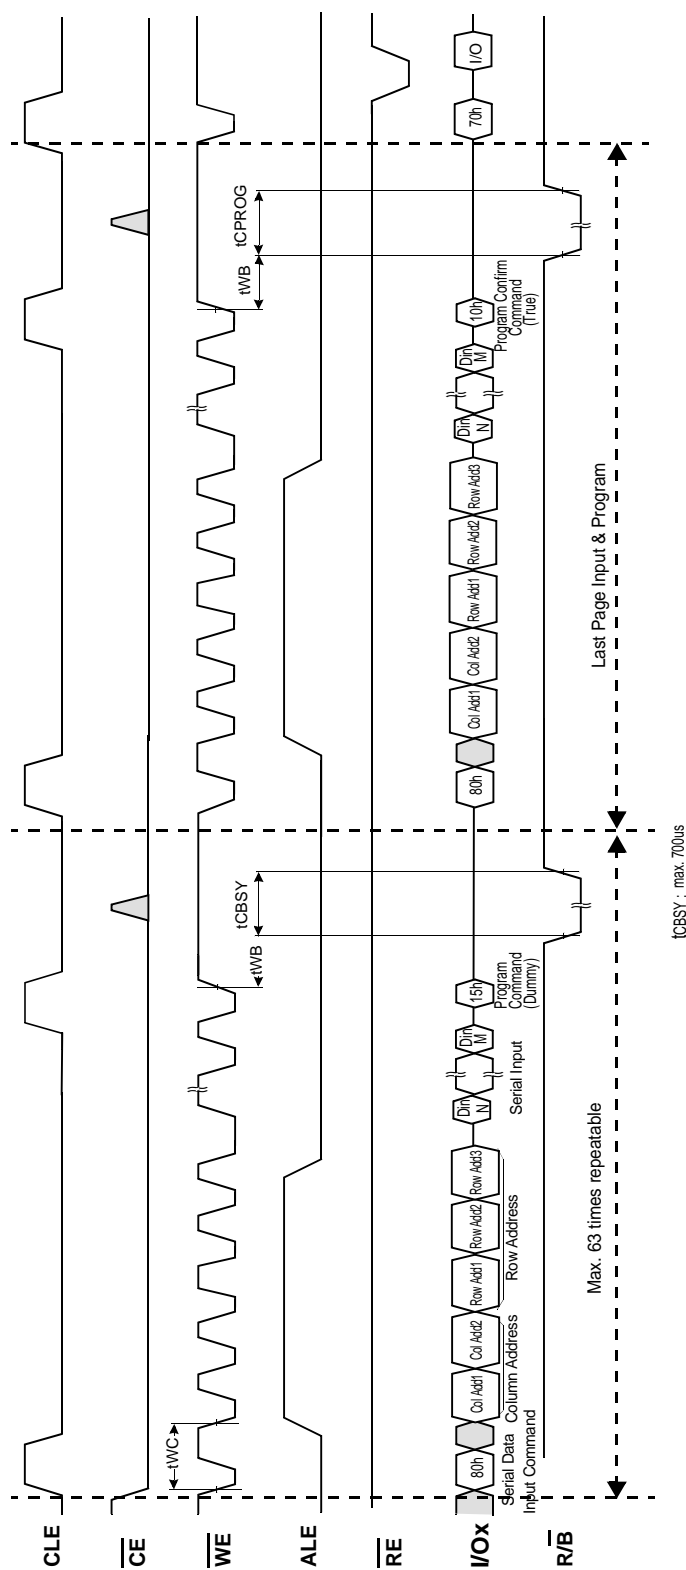 CLE
CE
tWC
WE
tWB
tCBSY
tWB
tCPROG
ALE
RE
I/Ox
80h
Col Add1
Col Add2
Row Add1
Row Add2
Row Add3
Din
N
Din
M
15h
80h
Col Add1
Col Add2
Row Add1
Row Add2
Row Add3
Din
N
Din
M
10h
70h
I/O
Serial Data
Input Command
Column Address
Row Address
Serial Input
Program
Command
(Dummy)
Program Confirm
Command
(True)
R/B
Max. 63 times repeatable
Last Page Input & Program
tCBSY : max. 700us